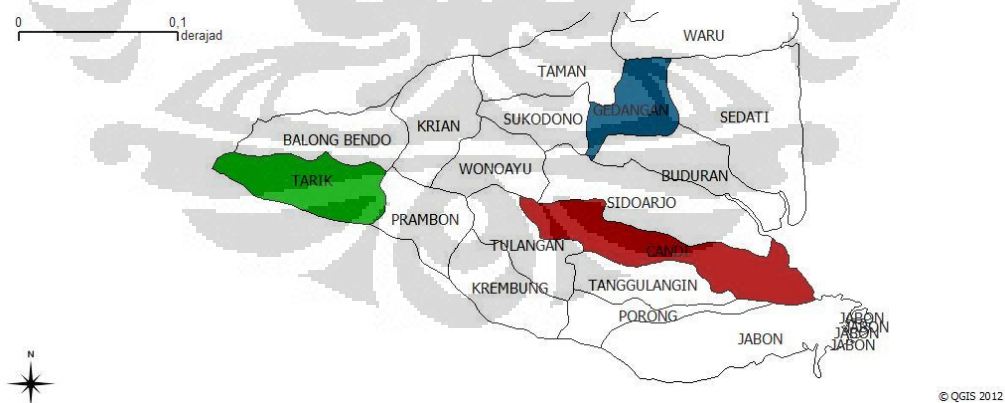 0 0,1
derajad
WARU
TAMAN
GEDANGAN
SUKODONO
SEDATI
KRIAN
BALONG BENDO
WONOAYU
BUDURAN
TARIK
SIDOARJO
PRAMBON
TULANGAN
CANDI
TANGGULANGIN
KREMBUNG
PORONG
JABON
JABON
JABON
JABON
JABON
N
© QGIS 2012